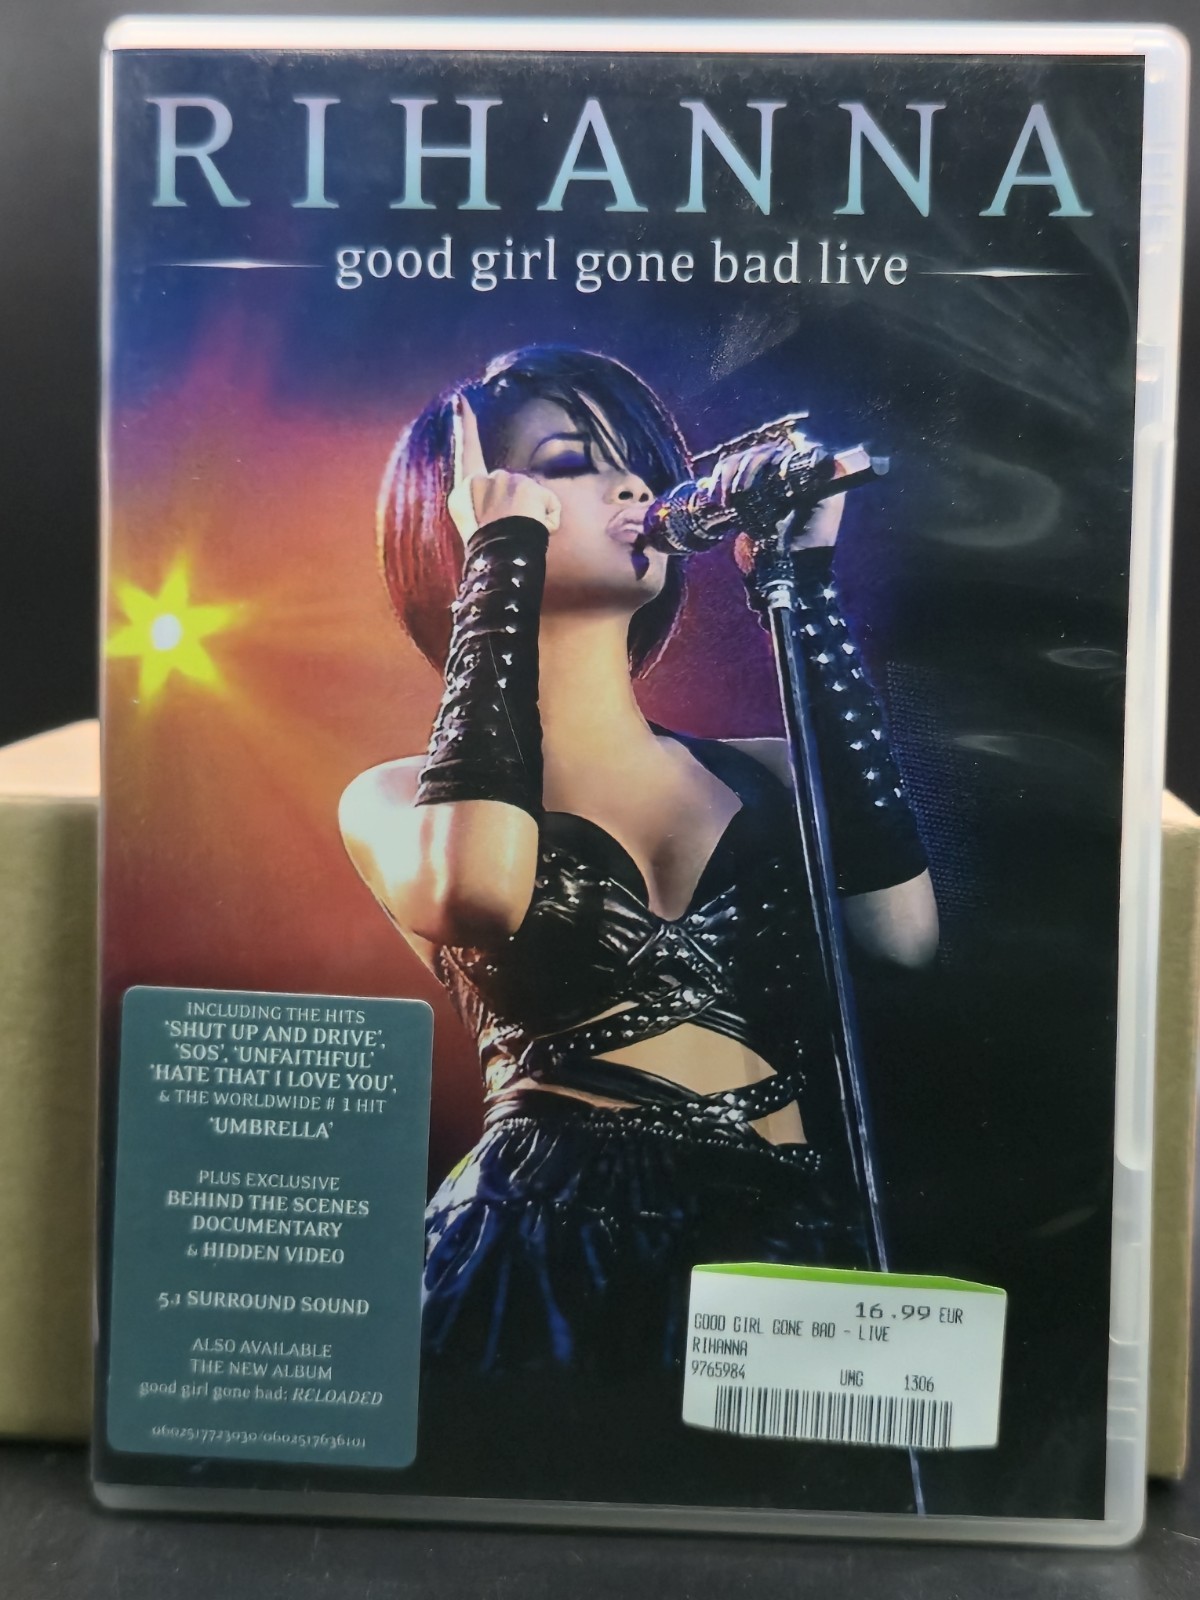 RIHANNA
good girl gone bad live
INCLUDING THE HITS
'SHUT UP AND DRIVE',
'SOS', 'UNFAITHFUL'
'HATE THAT I LOVE YOU',
& THE WORLDWIDE # 1 HIT
'UMBRELLA'
PLUS EXCLUSIVE
BEHIND THE SCENES
DOCUMENTARY
& HIDDEN VIDEO
5.1 SURROUND SOUND
ALSO AVAILABLE
THE NEW ALBUM
good girl gone bad: RELOADED
0602517723030/0602517636101
16.99 EUR
GOOD GIRL GONE BAD - LIVE
RIHANNA
9765984 UMG 1306